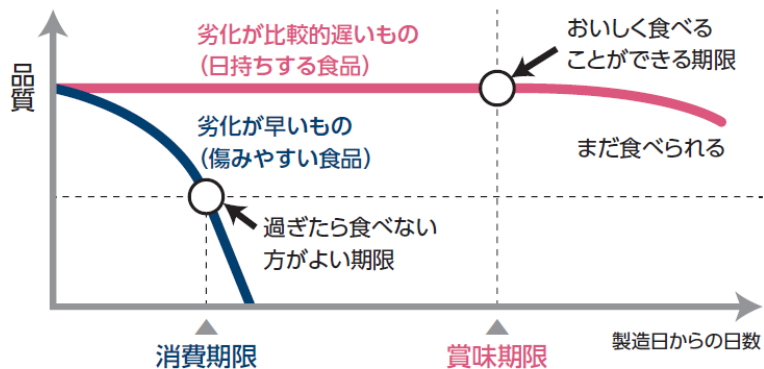 品質
劣化が比較的遅いもの
（日持ちする食品）
おいしく食べる
ことができる期限
劣化が早いもの
（傷みやすい食品）
まだ食べられる
過ぎたら食べない
方がよい期限
消費期限
賞味期限
製造日からの日数